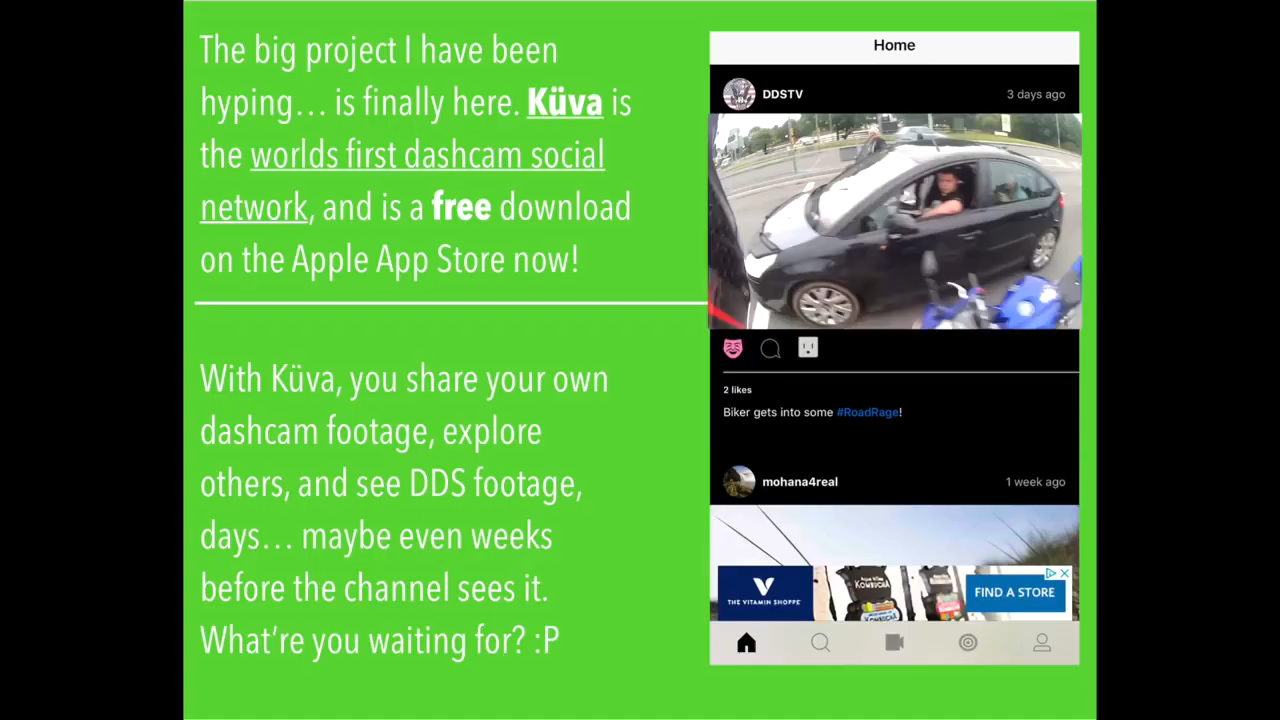 The big project I have been
hyping... is finally here. Küva is
the worlds first dashcam social
network, and is a free download
on the Apple App Store now!
With Küva, you share your own
dashcam footage, explore
others, and see DDS footage,
days... maybe even weeks
before the channel sees it.
What're you waiting for? :P
Home
DDSTV 3 days ago
2 likes
Biker gets into some #RoadRage!
mohana4real 1 week ago
V
THE VITAMIN SHOPPE
KOMBUCHA
KOMBUCHA
FIND A STORE